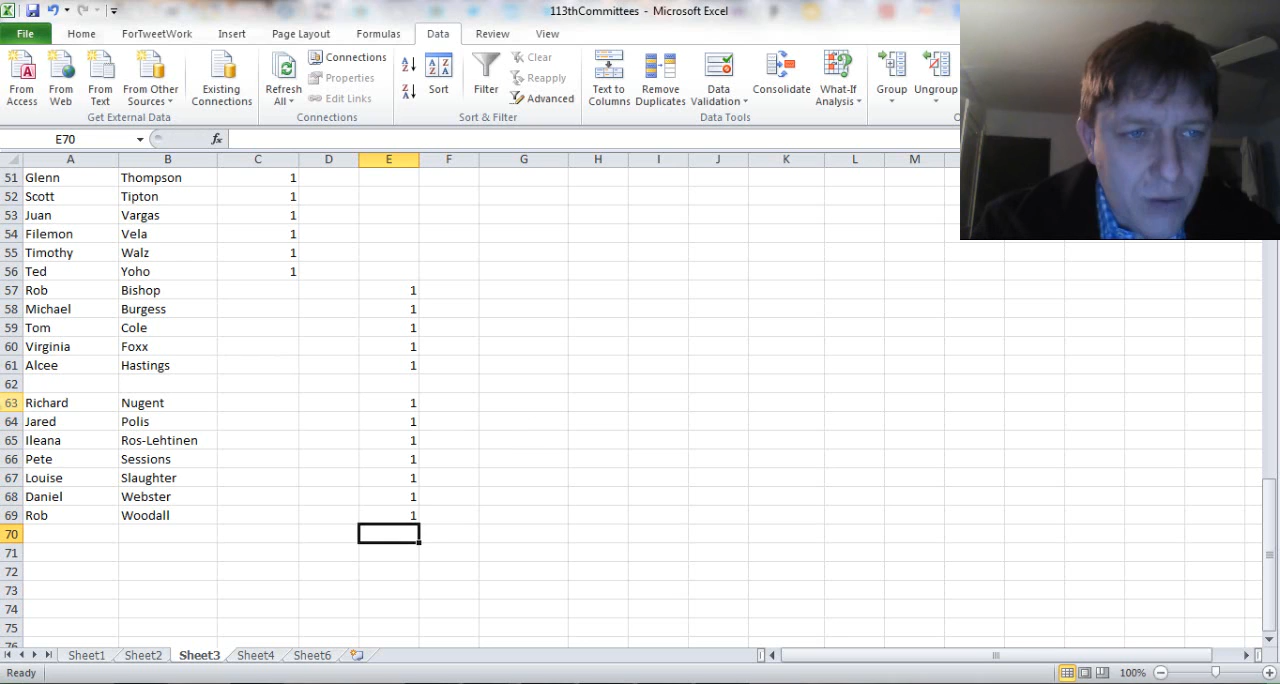 113thCommittees - Microsoft Excel
File Home ForTweetWork Insert Page Layout Formulas Data Review View
From Access From Web From Text From Other Sources Existing Connections Refresh All Connections Properties Edit Links Sort Filter Clear Reapply Advanced Text to Columns Remove Duplicates Data Validation Consolidate What-If Analysis Group Ungroup
Get External Data Connections Sort & Filter Data Tools
E70 fx
A B C D E F G H I J K L M
51 Glenn Thompson 1
52 Scott Tipton 1
53 Juan Vargas 1
54 Filemon Vela 1
55 Timothy Walz 1
56 Ted Yoho 1
57 Rob Bishop 1
58 Michael Burgess 1
59 Tom Cole 1
60 Virginia Foxx 1
61 Alcee Hastings 1
62
63 Richard Nugent 1
64 Jared Polis 1
65 Ileana Ros-Lehtinen 1
66 Pete Sessions 1
67 Louise Slaughter 1
68 Daniel Webster 1
69 Rob Woodall 1
70
71
72
73
74
75
76
Sheet1 Sheet2 Sheet3 Sheet4 Sheet6
Ready 100%